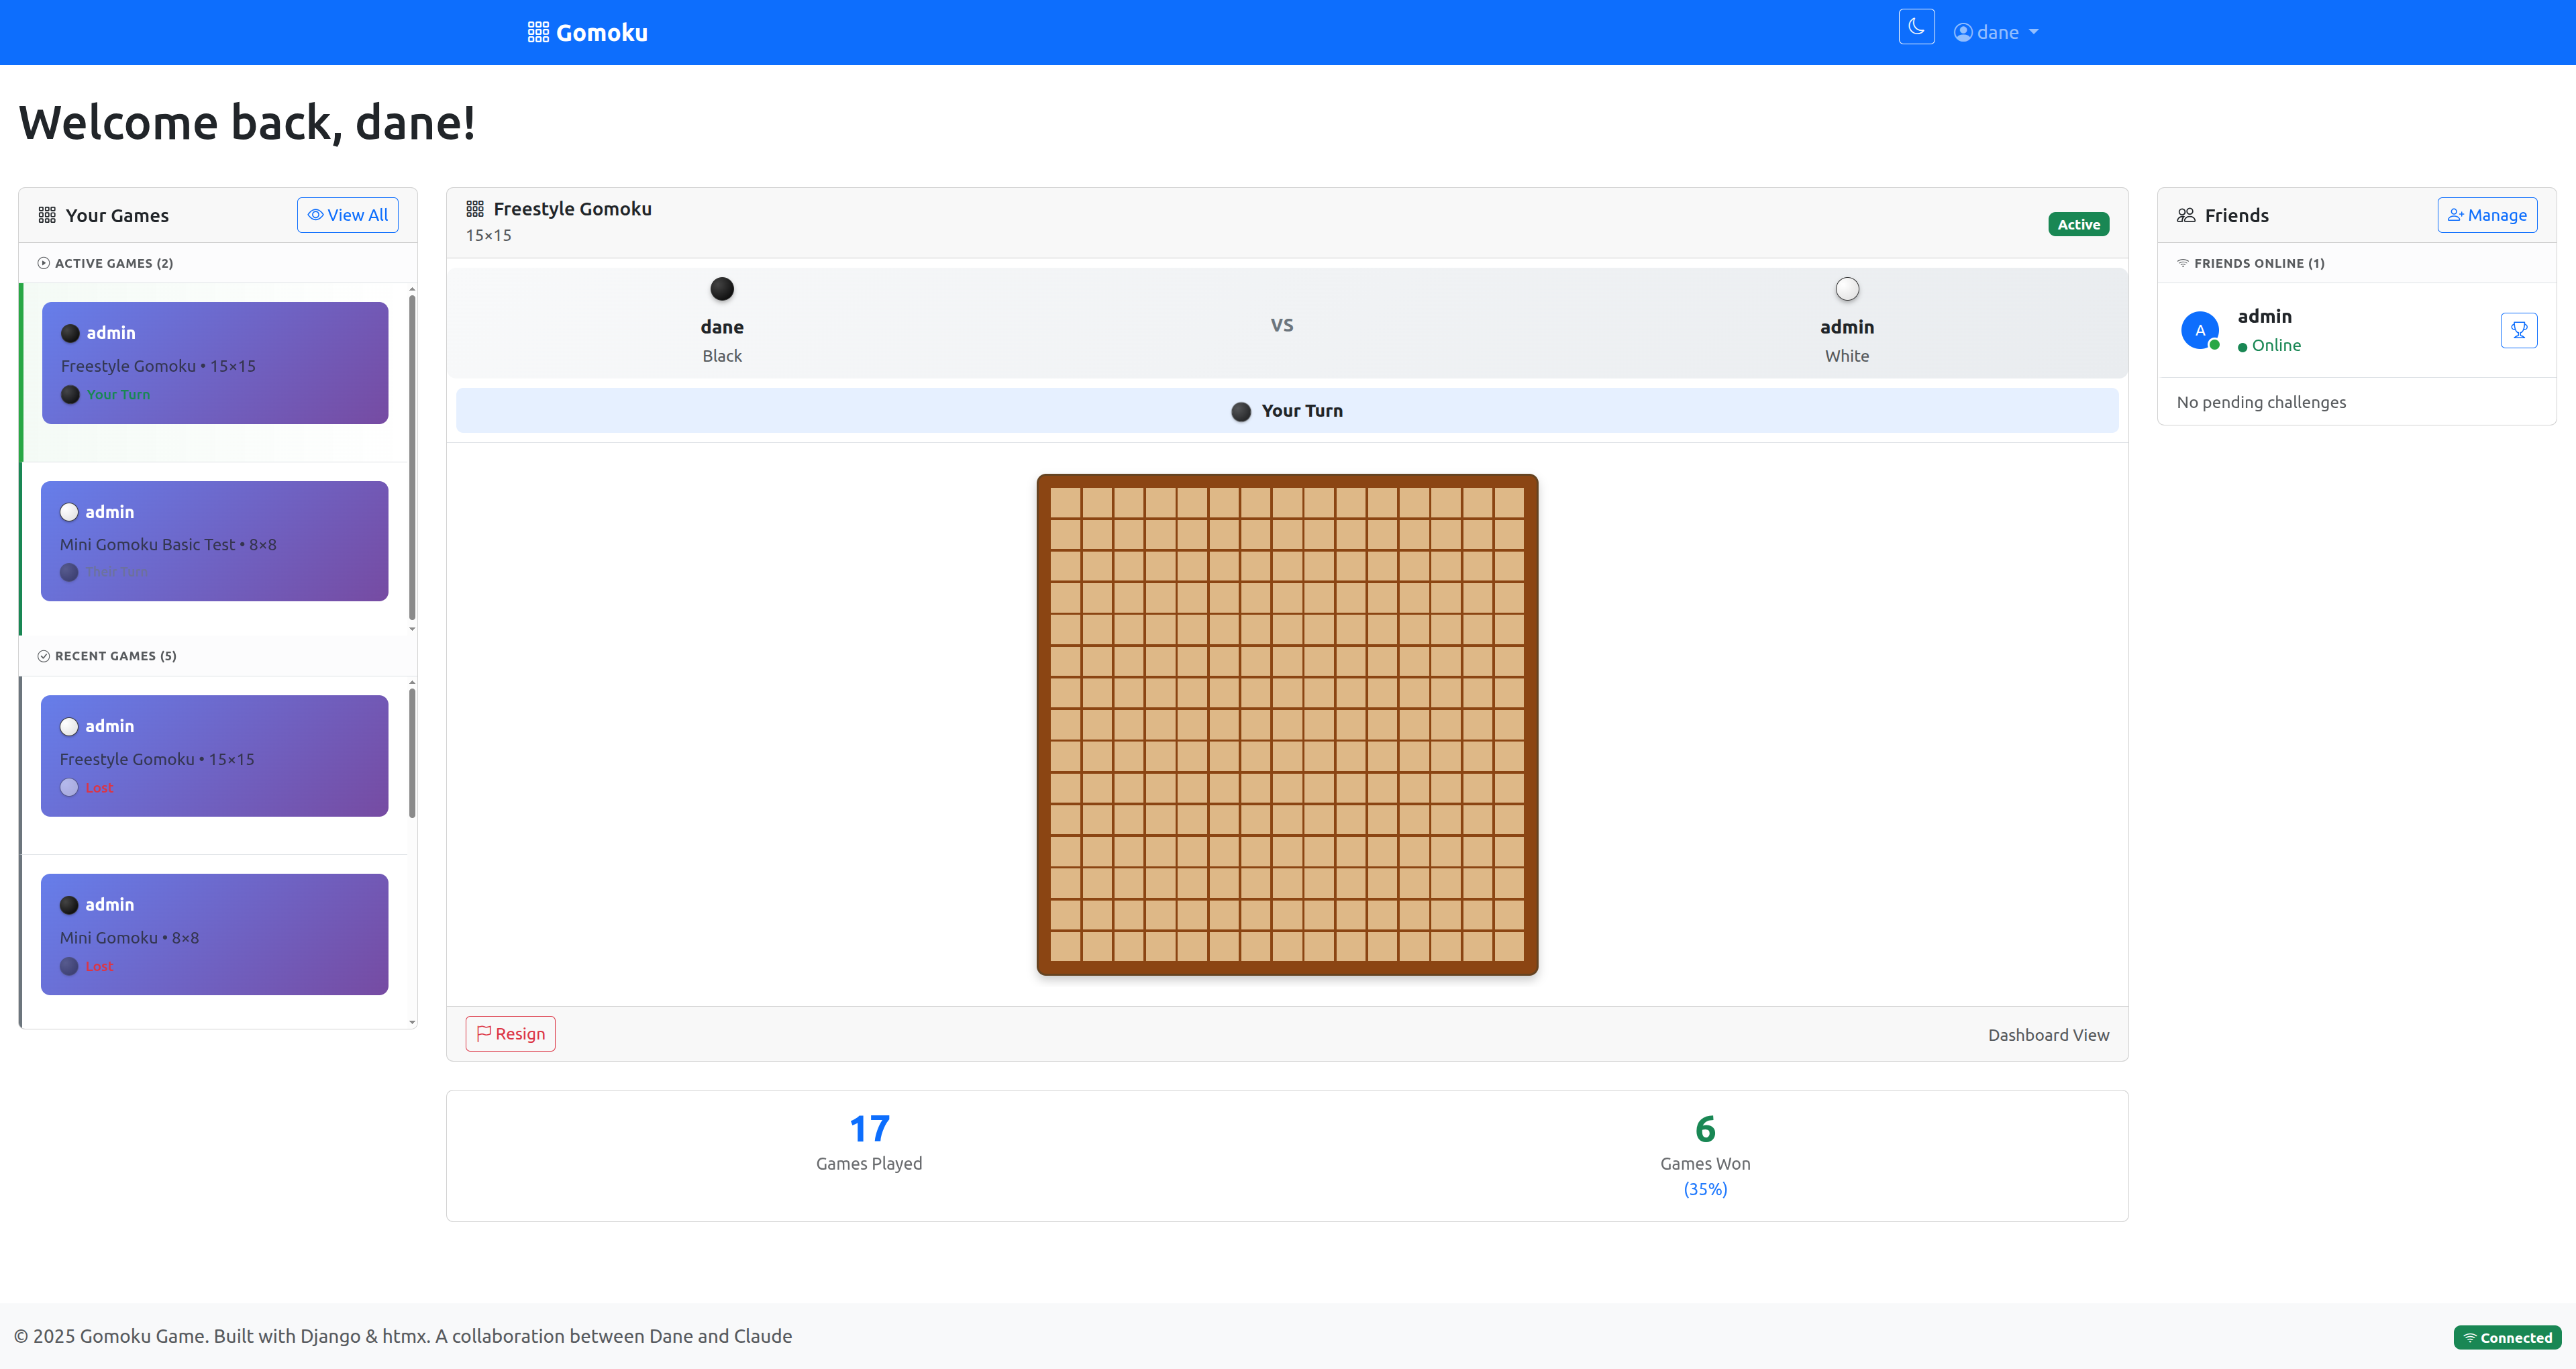 Gomoku
dane
Welcome back, dane!
Your Games
View All
ACTIVE GAMES (2)
admin
Freestyle Gomoku • 15×15
Your Turn
admin
Mini Gomoku Basic Test • 8×8
RECENT GAMES (5)
admin
Freestyle Gomoku • 15×15
Lost
admin
Mini Gomoku • 8×8
Lost
Freestyle Gomoku
15×15
Active
dane
Black
VS
admin
White
Your Turn
Resign
Dashboard View
17
Games Played
6
Games Won
(35%)
Friends
Manage
FRIENDS ONLINE (1)
A
admin
Online
No pending challenges
© 2025 Gomoku Game. Built with Django & htmx. A collaboration between Dane and Claude
Connected